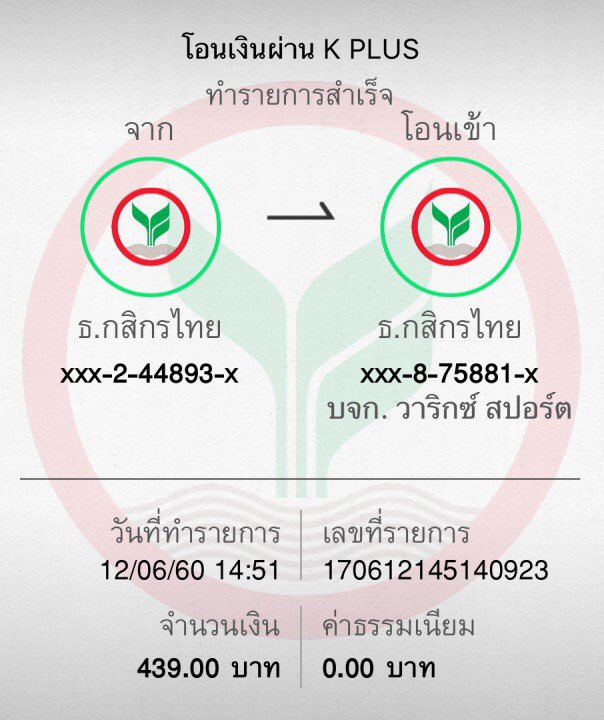 โอนเงินผ่าน K PLUS
ทำรายการสำเร็จ
จาก
โอนเข้า
ธ.กสิกรไทย
ธ.กสิกรไทย
xxx-2-44893-x
xxx-8-75881-x
บจก. วาริกซ์ สปอร์ต
วันที่ทำรายการ
เลขที่รายการ
12/06/60 14:51
170612145140923
จำนวนเงิน
ค่าธรรมเนียม
439.00 บาท
0.00 บาท